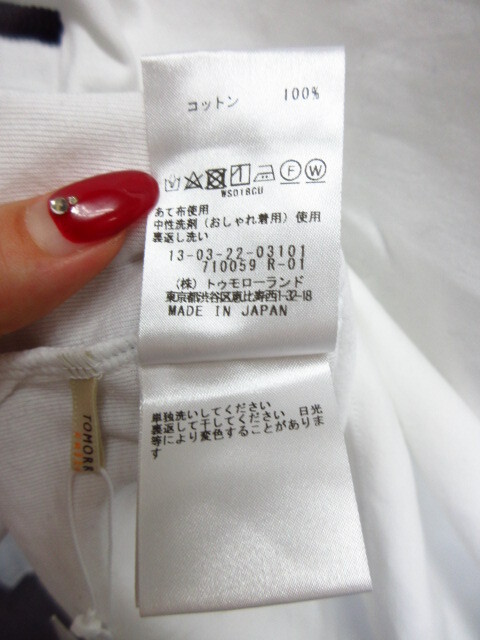 コットン 100%
F W
WS018CU
あて布使用
中性洗剤(おしゃれ着用)使用
裏返し洗い
13-03-22-03101
710059 R-01
(株)トゥモローランド
東京都渋谷区恵比寿西1-32-18
MADE IN JAPAN
単独洗いしてください
裏返して干してください 日光
等により変色することがありま
す
TOMORR